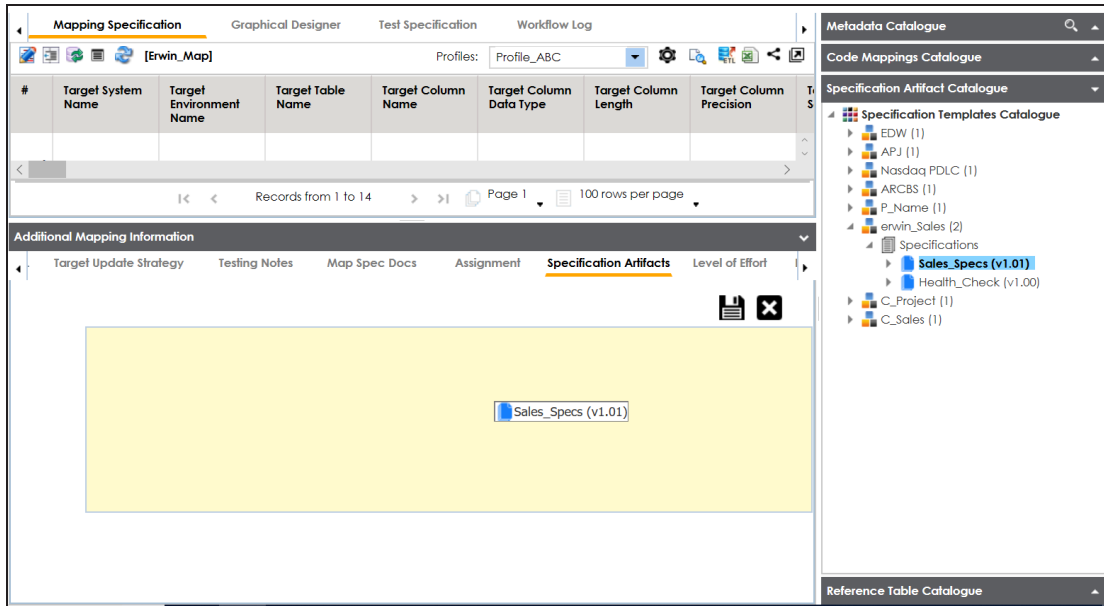 Mapping Specification
Graphical Designer
Test Specification
Workflow Log
[Erwin_Map]
Profiles:
Profile_ABC
ETL
#
Target System
Name
Target
Environment
Name
Target Table
Name
Target Column
Name
Target Column
Data Type
Target Column
Length
Target Column
Precision
Records from 1 to 14
Page 1
100 rows per page
Additional Mapping Information
Target Update Strategy
Testing Notes
Map Spec Docs
Assignment
Specification Artifacts
Level of Effort
Sales_Specs (v1.01)
Metadata Catalogue
Code Mappings Catalogue
Specification Artifact Catalogue
Specification Templates Catalogue
EDW (1)
APJ (1)
Nasdaq PDLC (1)
ARCBS (1)
P_Name (1)
erwin_Sales (2)
Specifications
Sales_Specs (v1.01)
Health_Check (v1.00)
C_Project (1)
C_Sales (1)
Reference Table Catalogue